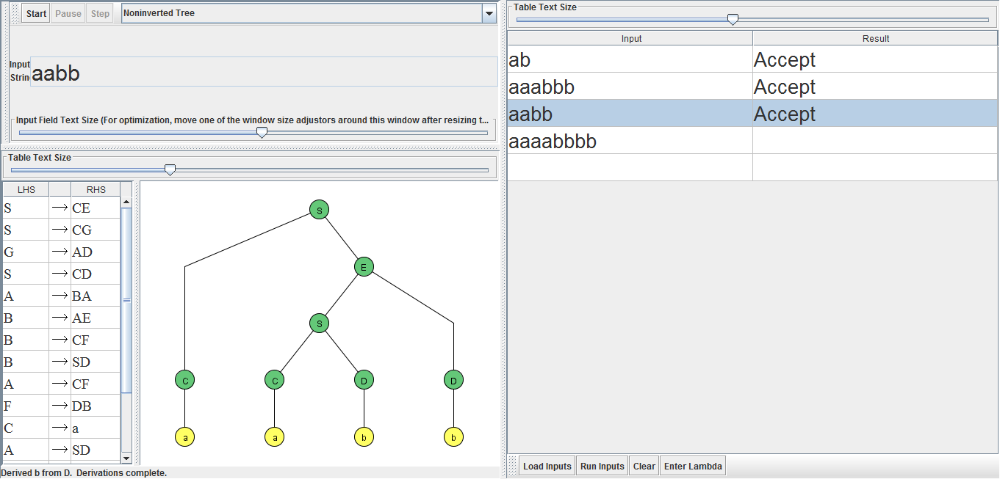 Start Pause Step Noninverted Tree
Input
String aabb
Input Field Text Size (For optimization, move one of the window size adjustors around this window after resizing t...
Table Text Size
LHS RHS
S → CE
S → CG
G → AD
S → CD
A → BA
B → AE
B → CF
B → SD
A → CF
F → DB
C → a
A → SD
S
E
S
C C D D
a a b b
Derived b from D. Derivations complete.
Table Text Size
Input Result
ab Accept
aaabbb Accept
aabb Accept
aaaabbbb
Load Inputs Run Inputs Clear Enter Lambda